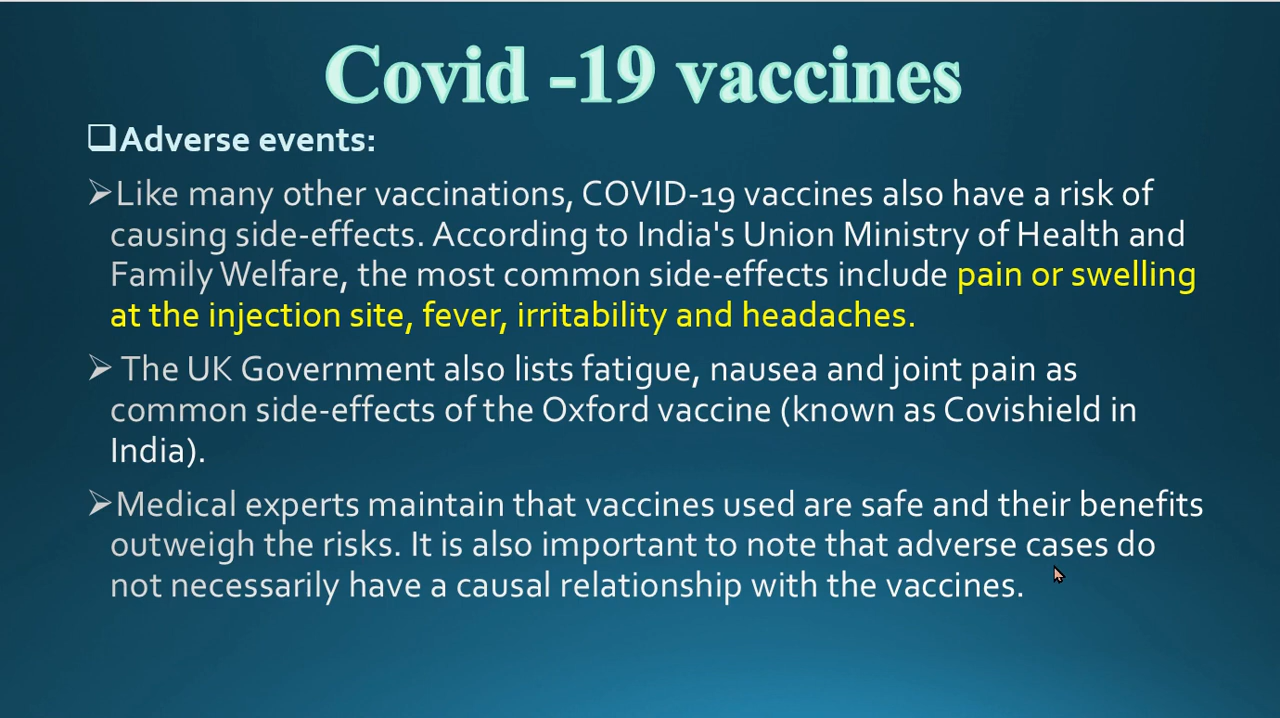 Covid -19 vaccines
❑Adverse events:
➢Like many other vaccinations, COVID-19 vaccines also have a risk of
causing side-effects. According to India's Union Ministry of Health and
Family Welfare, the most common side-effects include pain or swelling
at the injection site, fever, irritability and headaches.
➢ The UK Government also lists fatigue, nausea and joint pain as
common side-effects of the Oxford vaccine (known as Covishield in
India).
➢Medical experts maintain that vaccines used are safe and their benefits
outweigh the risks. It is also important to note that adverse cases do
not necessarily have a causal relationship with the vaccines.